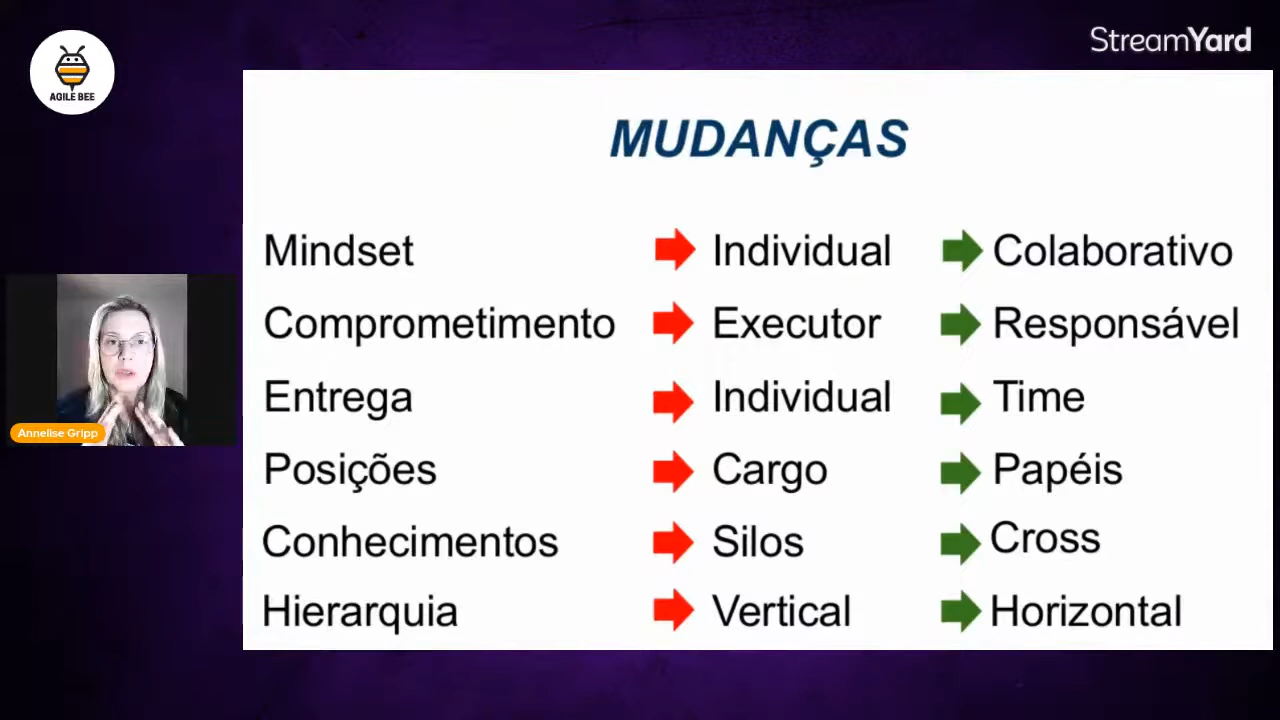 AGILE BEE
StreamYard
MUDANÇAS
Mindset Individual Colaborativo
Comprometimento Executor Responsável
Entrega Individual Time
Posições Cargo Papéis
Conhecimentos Silos Cross
Hierarquia Vertical Horizontal
Annelise Gripp